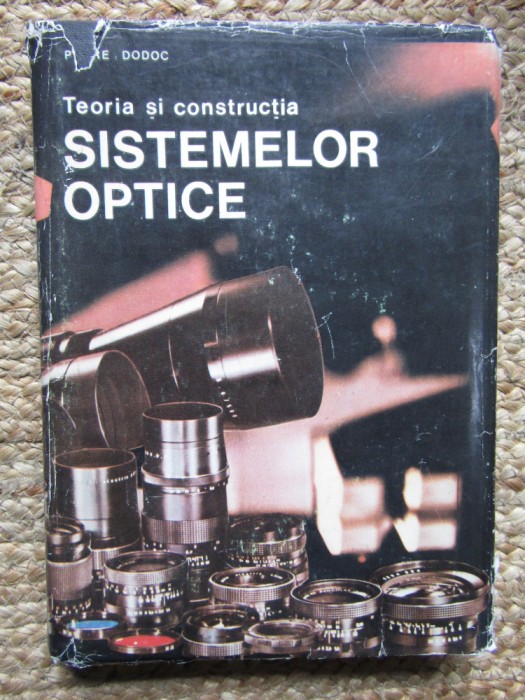 DODOC
Teoria și construcția
SISTEMELOR
OPTICE